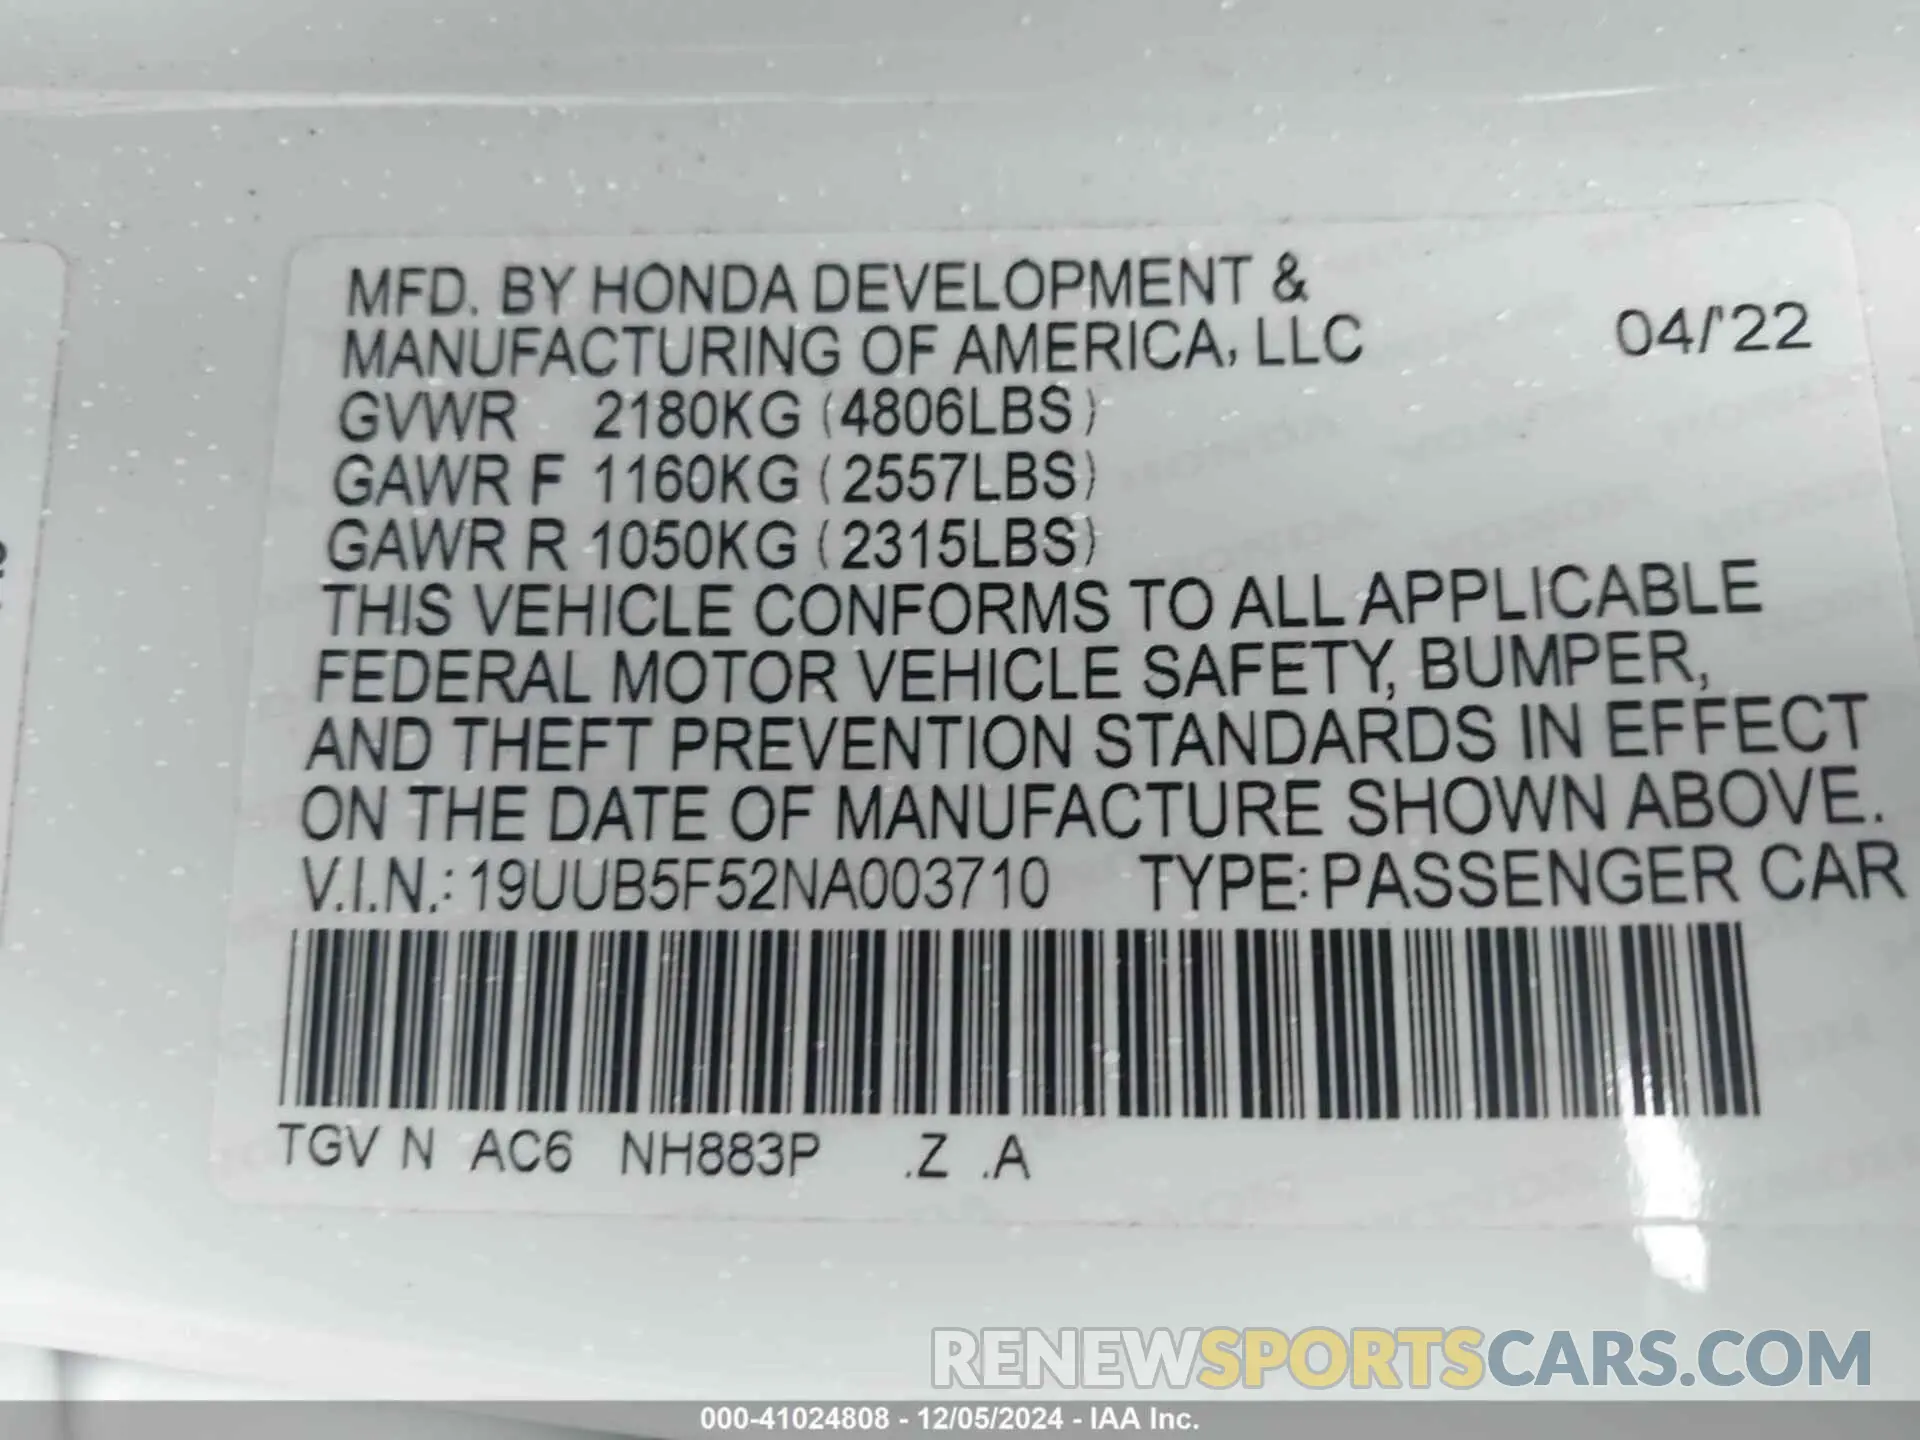 MFD. BY HONDA DEVELOPMENT &
MANUFACTURING OF AMERICA, LLC 04/'22
GVWR 2180KG (4806LBS)
GAWR F 1160KG (2557LBS)
GAWR R 1050KG (2315LBS)
THIS VEHICLE CONFORMS TO ALL APPLICABLE
FEDERAL MOTOR VEHICLE SAFETY, BUMPER,
AND THEFT PREVENTION STANDARDS IN EFFECT
ON THE DATE OF MANUFACTURE SHOWN ABOVE.
V.I.N.: 19UUB5F52NA003710 TYPE: PASSENGER CAR
TGV N AC6 NH883P .Z .A
RENEWSPORTSCARS.COM
000-41024808 - 12/05/2024 - IAA Inc.